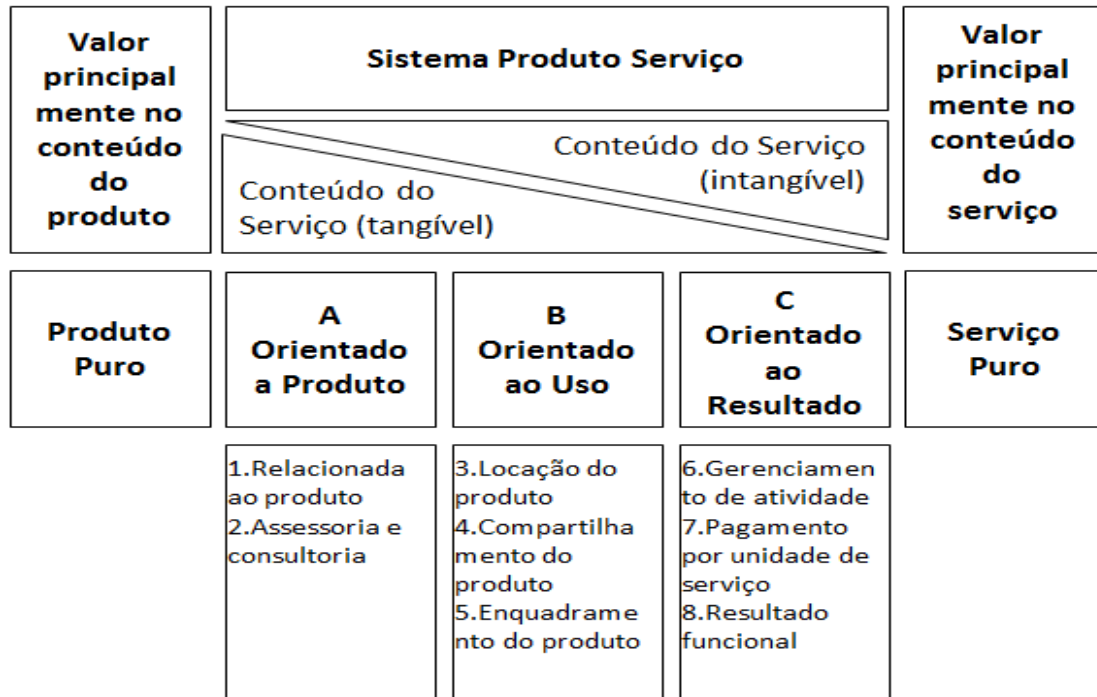 Valor
principal
mente no
conteúdo
do
produto
Sistema Produto Serviço
Conteúdo do Serviço
(intangível)
Conteúdo do
Serviço (tangível)
Valor
principal
mente no
conteúdo
do
serviço
Produto
Puro
A
Orientado
a Produto
B
Orientado
ao Uso
C
Orientado
ao
Resultado
Serviço
Puro
1.Relacionada
ao produto
2.Assessoria e
consultoria
3.Locação do
produto
4.Compartilha
mento do
produto
5.Enquadrame
nto do produto
6.Gerenciamen
to de atividade
7.Pagamento
por unidade de
serviço
8.Resultado
funcional